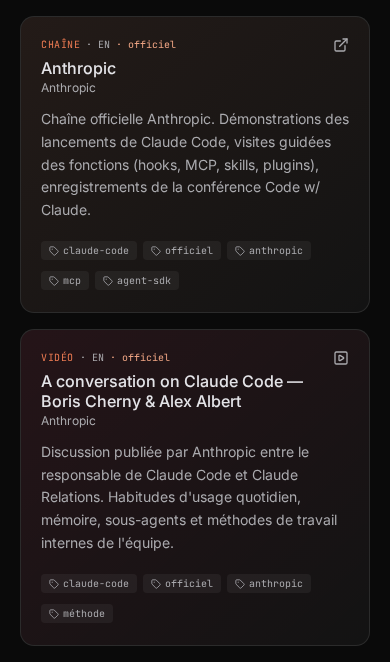 CHAÎNE · EN · officiel
Anthropic
Anthropic
Chaîne officielle Anthropic. Démonstrations des
lancements de Claude Code, visites guidées
des fonctions (hooks, MCP, skills, plugins),
enregistrements de la conférence Code w/
Claude.
claude-code officiel anthropic
mcp agent-sdk
VIDÉO · EN · officiel
A conversation on Claude Code —
Boris Cherny & Alex Albert
Anthropic
Discussion publiée par Anthropic entre le
responsable de Claude Code et Claude
Relations. Habitudes d'usage quotidien,
mémoire, sous-agents et méthodes de travail
internes de l'équipe.
claude-code officiel anthropic
méthode